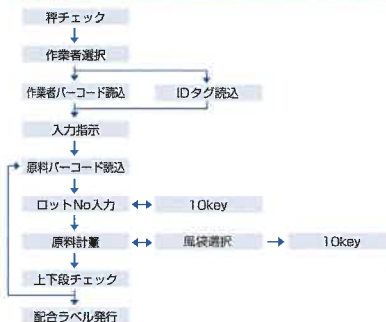 秤チェック
作業者選択
作業者バーコード読込 IDタグ読込
入力指示
原料バーコード読込
ロットNo入力 10key
原料計量 風袋選択 10key
上下段チェック
配合ラベル発行